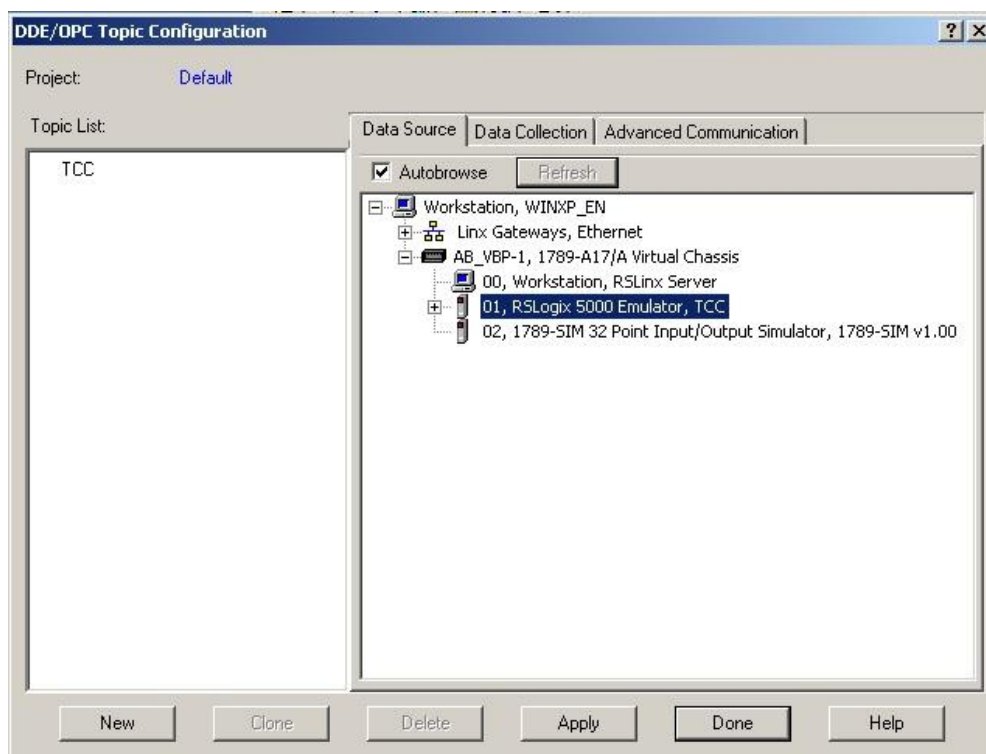 DDE/OPC Topic Configuration
Project: Default
Topic List:
TCC
Data Source Data Collection Advanced Communication
Autobrowse Refresh
Workstation, WINXP_EN
Linx Gateways, Ethernet
AB_VBP-1, 1789-A17/A Virtual Chassis
00, Workstation, RSLinx Server
01, RSLogix 5000 Emulator, TCC
02, 1789-SIM 32 Point Input/Output Simulator, 1789-SIM v1.00
New Clone Delete Apply Done Help